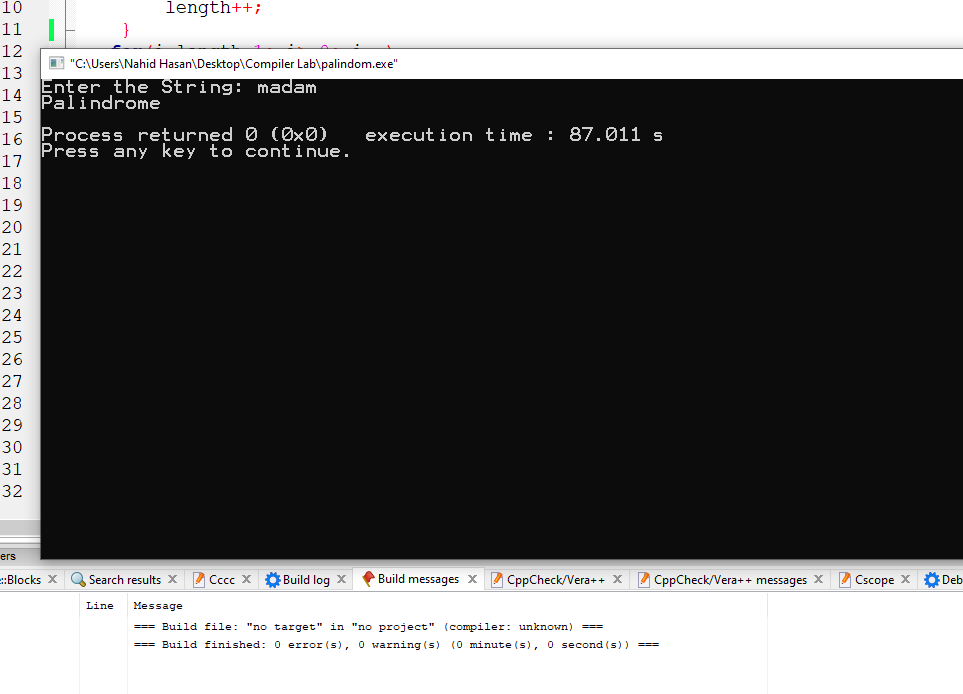 10 length++;
11 }
12
"C:\Users\Nahid Hasan\Desktop\Compiler Lab\palindom.exe"
13
Enter the String: madam
14
Palindrome
15
16
Process returned 0 (0x0)   execution time : 87.011 s
Press any key to continue.
17
18
19
20
21
22
23
24
25
26
27
28
29
30
31
32
ers
::Blocks Search results Cccc Build log Build messages CppCheck/Vera++ CppCheck/Vera++ messages Cscope Deb
Line Message
=== Build file: "no target" in "no project" (compiler: unknown) ===
=== Build finished: 0 error(s), 0 warning(s) (0 minute(s), 0 second(s)) ===